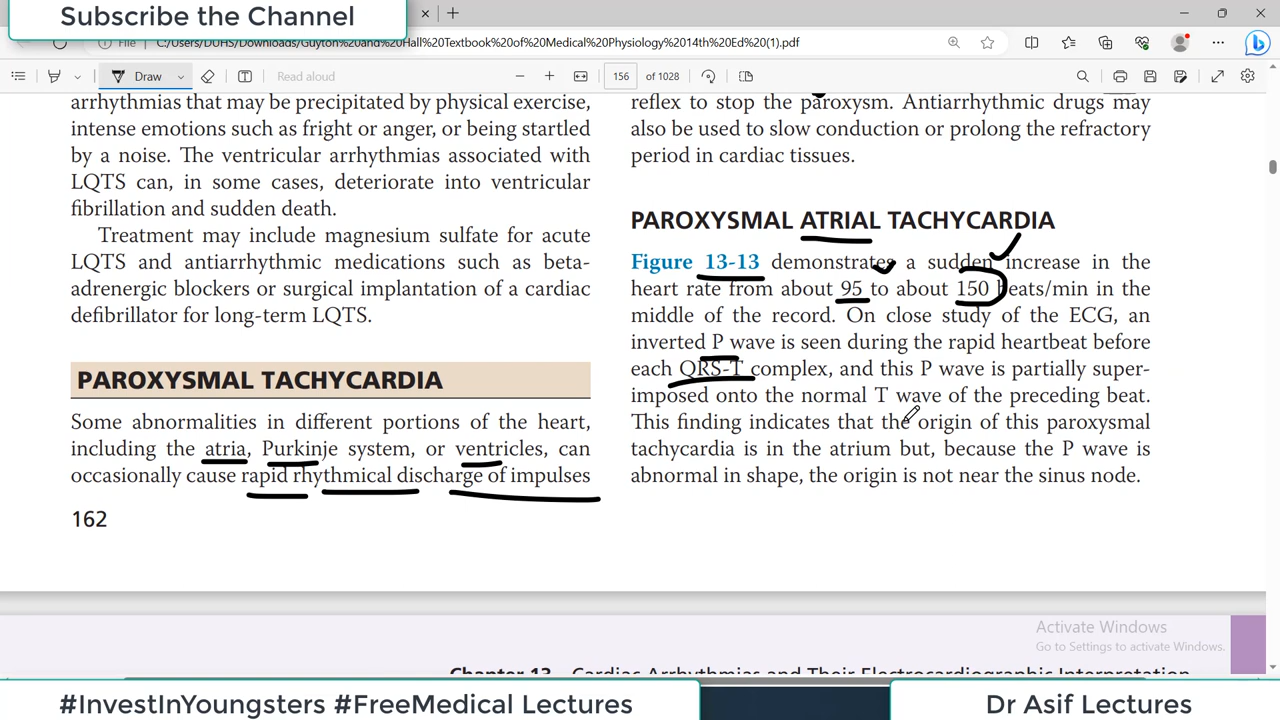 Subscribe the Channel
File C:/Users/DUHS/Downloads/Guyton%20and%20Hall%20Textbook%20of%20Medical%20Physiology%2014th%20Ed%20(1).pdf
Draw Read aloud 156 of 1028
arrhythmias that may be precipitated by physical exercise,
intense emotions such as fright or anger, or being startled
by a noise. The ventricular arrhythmias associated with
LQTS can, in some cases, deteriorate into ventricular
fibrillation and sudden death.
Treatment may include magnesium sulfate for acute
LQTS and antiarrhythmic medications such as beta-
adrenergic blockers or surgical implantation of a cardiac
defibrillator for long-term LQTS.
PAROXYSMAL TACHYCARDIA
Some abnormalities in different portions of the heart,
including the atria, Purkinje system, or ventricles, can
occasionally cause rapid rhythmical discharge of impulses
162
reflex to stop the paroxysm. Antiarrhythmic drugs may
also be used to slow conduction or prolong the refractory
period in cardiac tissues.
PAROXYSMAL ATRIAL TACHYCARDIA
Figure 13-13 demonstrates a sudden increase in the
heart rate from about 95 to about 150 beats/min in the
middle of the record. On close study of the ECG, an
inverted P wave is seen during the rapid heartbeat before
each QRS-T complex, and this P wave is partially super-
imposed onto the normal T wave of the preceding beat.
This finding indicates that the origin of this paroxysmal
tachycardia is in the atrium but, because the P wave is
abnormal in shape, the origin is not near the sinus node.
Activate Windows
Go to Settings to activate Windows.
Chapter 13 Cardiac Arrhythmias and Their Electrocardiographic Interpretation
#InvestInYoungsters #FreeMedical Lectures
Dr Asif Lectures